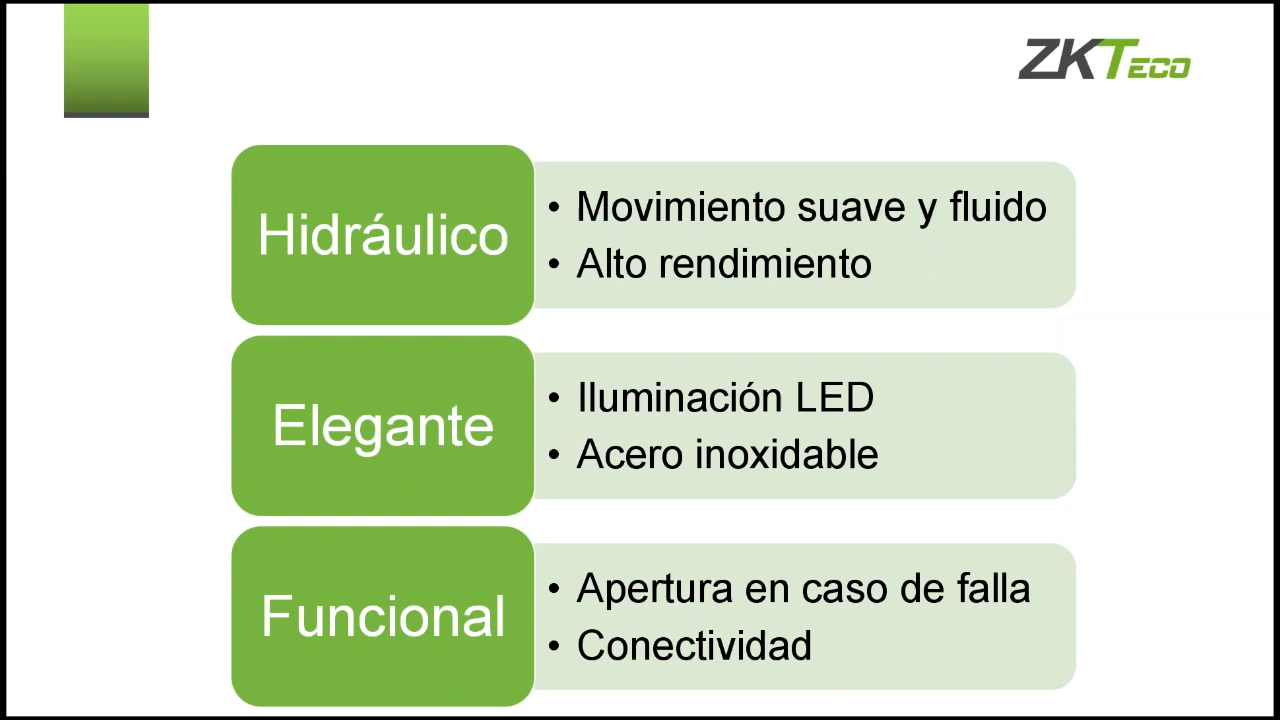 ZKTeco
Hidráulico
• Movimiento suave y fluido
• Alto rendimiento
Elegante
• Iluminación LED
• Acero inoxidable
Funcional
• Apertura en caso de falla
• Conectividad